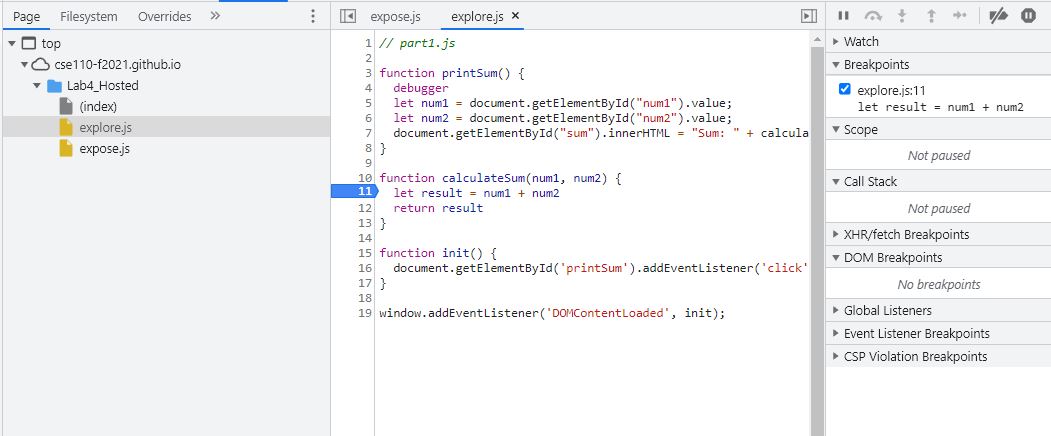 Page Filesystem Overrides »
top
cse110-f2021.github.io
Lab4_Hosted
(index)
explore.js
expose.js
expose.js explore.js ×
1 // part1.js
2
3 function printSum() {
4 debugger
5 let num1 = document.getElementById("num1").value;
6 let num2 = document.getElementById("num2").value;
7 document.getElementById("sum").innerHTML = "Sum: " + calcula
8 }
9
10 function calculateSum(num1, num2) {
11 let result = num1 + num2
12 return result
13 }
14
15 function init() {
16 document.getElementById('printSum').addEventListener('click'
17 }
18
19 window.addEventListener('DOMContentLoaded', init);
Watch
Breakpoints
explore.js:11
let result = num1 + num2
Scope
Not paused
Call Stack
Not paused
XHR/fetch Breakpoints
DOM Breakpoints
No breakpoints
Global Listeners
Event Listener Breakpoints
CSP Violation Breakpoints